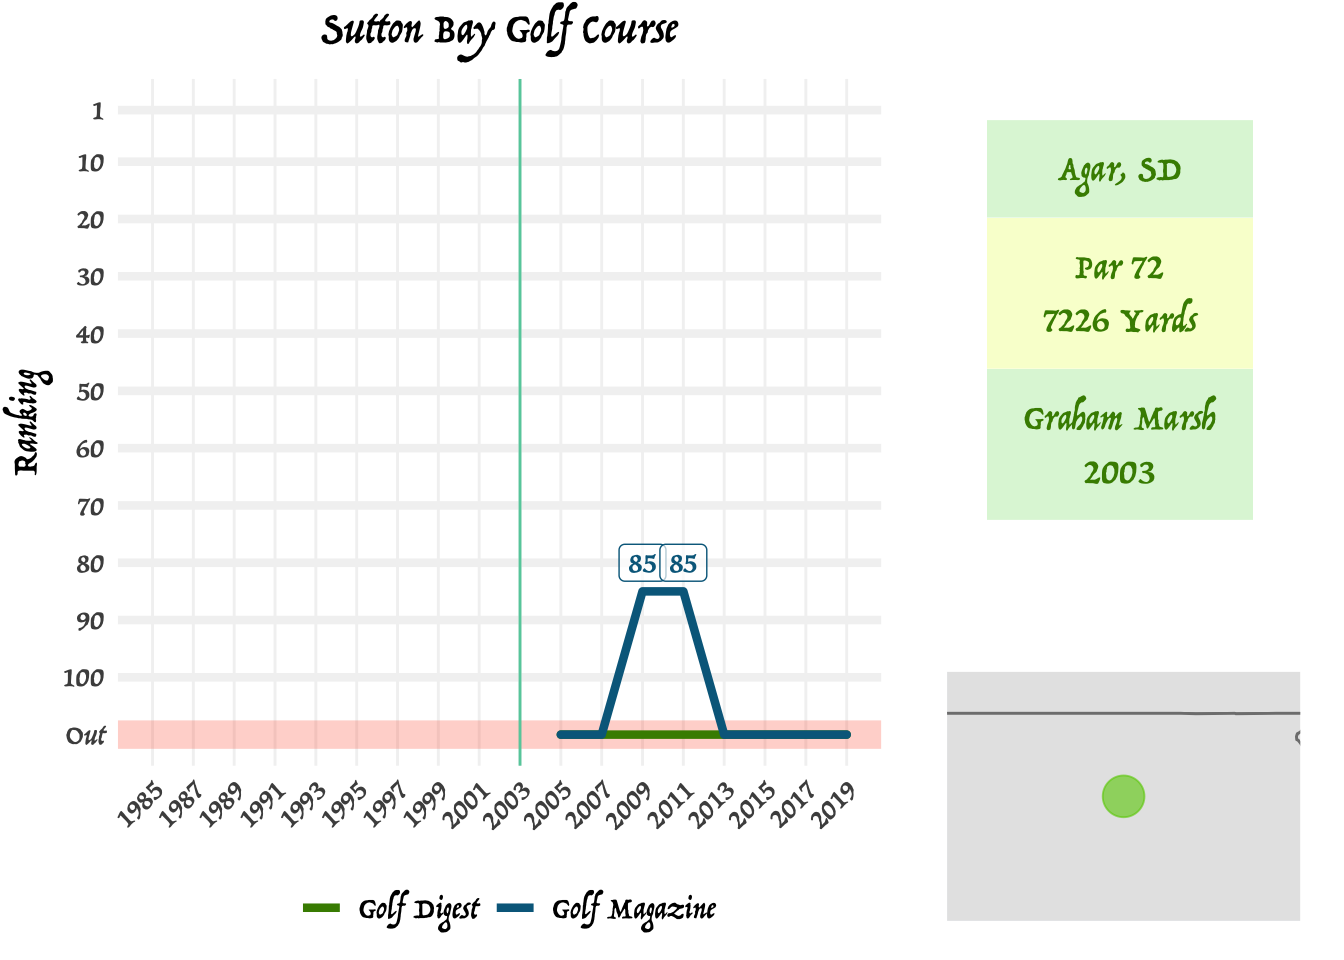 Sutton Bay Golf Course
Ranking
1
10
20
30
40
50
60
70
80
90
100
Out
85 85
1985 1987 1989 1991 1993 1995 1997 1999 2001 2003 2005 2007 2009 2011 2013 2015 2017 2019
Golf Digest Golf Magazine
Agar, SD
Par 72
7226 Yards
Graham Marsh
2003